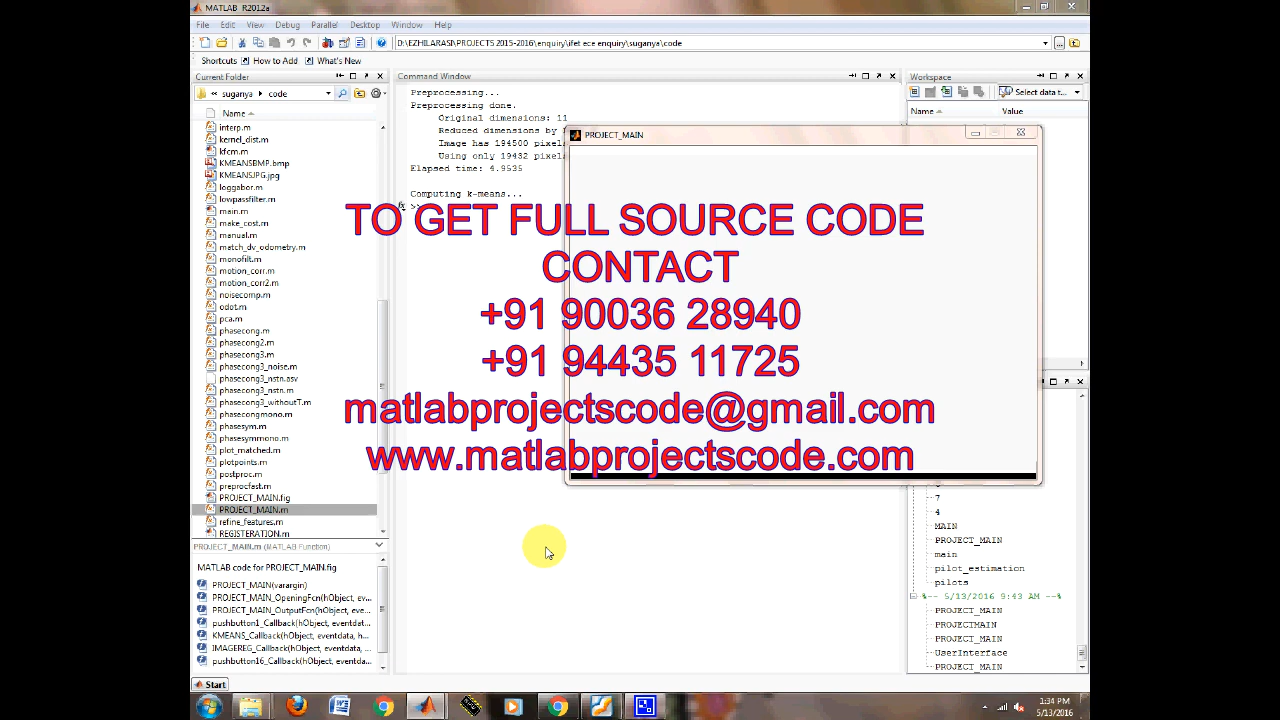 MATLAB R2012a
File Edit View Debug Parallel Desktop Window Help
D:\EZHILARASI\PROJECTS 2015-2016\enquiry\ifet ece enquiry\suganya\code
Shortcuts How to Add What's New
Current Folder
« suganya ▸ code
Name
interp.m
kernel_dist.m
kfcm.m
KMEANSBMP.bmp
KMEANSJPG.jpg
loggabor.m
lowpassfilter.m
main.m
make_cost.m
manual.m
match_dv_odometry.m
monofilt.m
motion_corr.m
motion_corr2.m
noisecomp.m
odot.m
pca.m
phasecong.m
phasecong2.m
phasecong3.m
phasecong3_noise.m
phasecong3_nstn.asv
phasecong3_nstn.m
phasecong3_withoutT.m
phasecongmono.m
phasesym.m
phasesymmono.m
plot_matched.m
plotpoints.m
postproc.m
preprocfast.m
PROJECT_MAIN.fig
PROJECT_MAIN.m
refine_features.m
REGISTERATION.m
PROJECT_MAIN.m (MATLAB Function)
MATLAB code for PROJECT_MAIN.fig
PROJECT_MAIN(varargin)
PROJECT_MAIN_OpeningFcn(hObject, ev...
PROJECT_MAIN_OutputFcn(hObject, eve...
pushbutton1_Callback(hObject, eventdat...
KMEANS_Callback(hObject, eventdata, h...
IMAGEREG_Callback(hObject, eventdata,...
pushbutton16_Callback(hObject, eventda...
Command Window
Preprocessing...
Preprocessing done.
Original dimensions: 11
Reduced dimensions by
Image has 194500 pixel
Using only 19432 pixel
Elapsed time: 4.9535
Computing k-means...
fx >>
PROJECT_MAIN
TO GET FULL SOURCE CODE
CONTACT
+91 90036 28940
+91 94435 11725
matlabprojectscode@gmail.com
www.matlabprojectscode.com
Workspace
Select data t...
Name Value
7
4
MAIN
PROJECT_MAIN
main
pilot_estimation
pilots
%-- 5/13/2016 9:43 AM --%
PROJECT_MAIN
PROJECTMAIN
PROJECT_MAIN
UserInterface
PROJECT_MAIN
Start
1:34 PM
5/13/2016